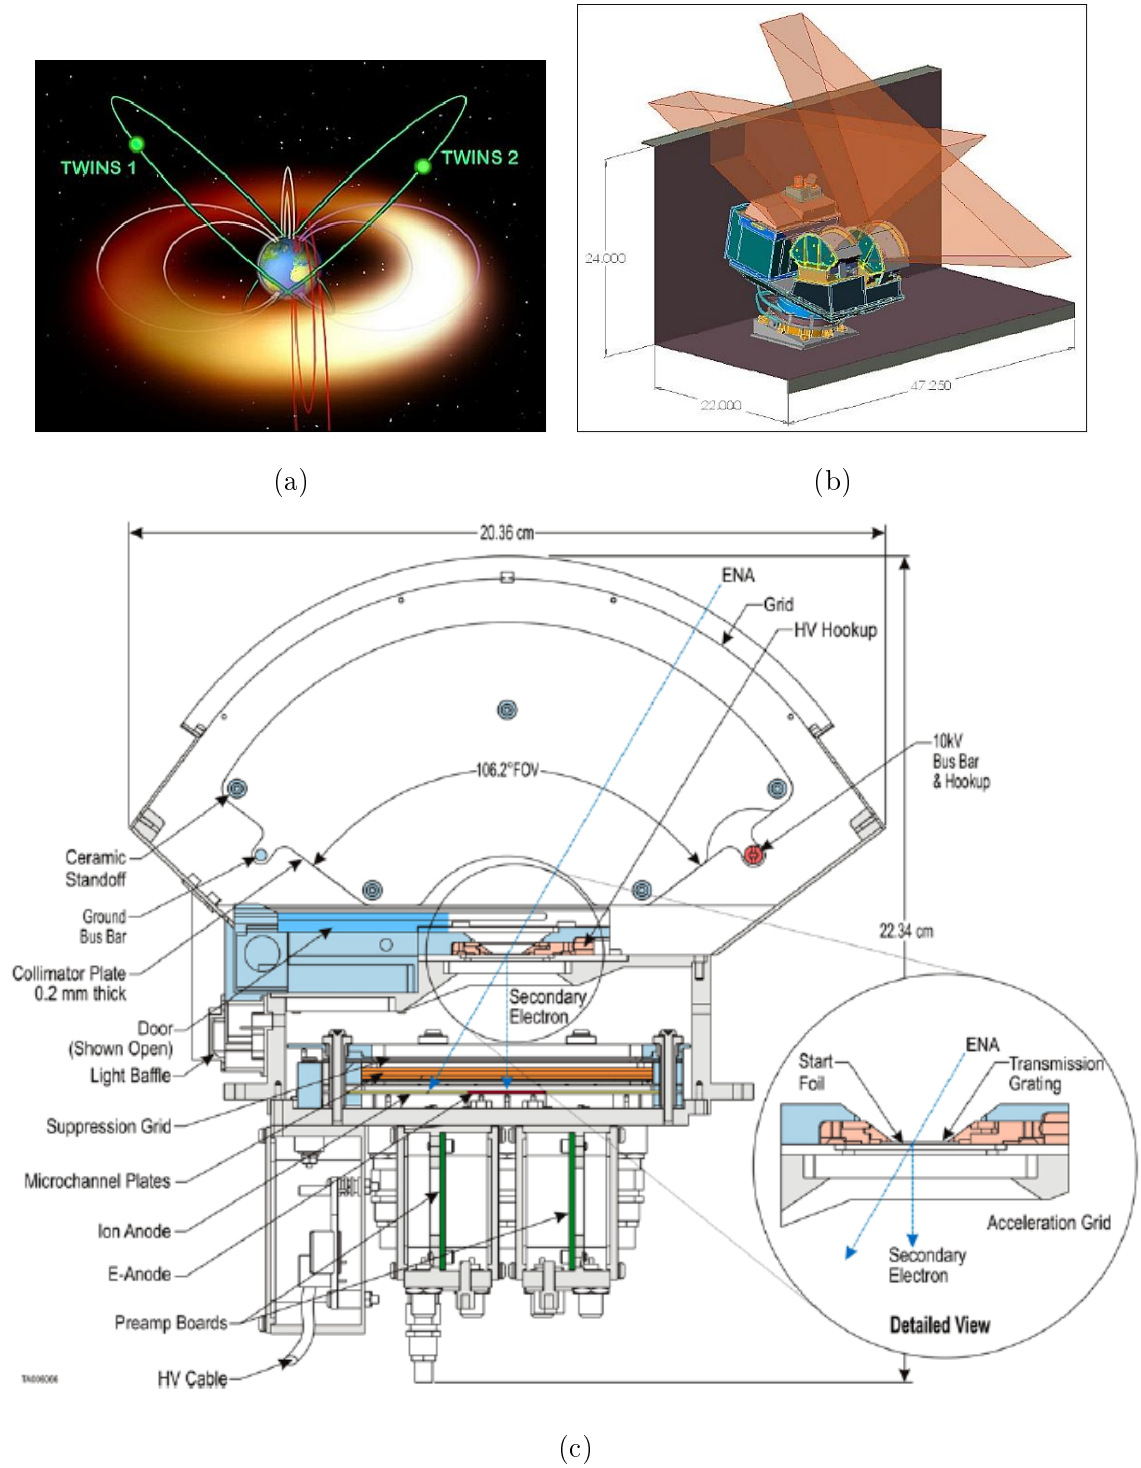 TWINS 1
TWINS 2
24.000
22.000
47.250
(a)
(b)
20.36 cm
ENA
Grid
HV Hookup
106.2°FOV
10kV
Bus Bar
& Hookup
Ceramic
Standoff
Ground
Bus Bar
22.34 cm
Collimator Plate
0.2 mm thick
Secondary
Electron
Door
(Shown Open)
Light Baffle
ENA
Start
Foil
Transmission
Grating
Suppression Grid
Microchannel Plates
Ion Anode
Acceleration Grid
E-Anode
Secondary
Electron
Preamp Boards
Detailed View
HV Cable
(c)